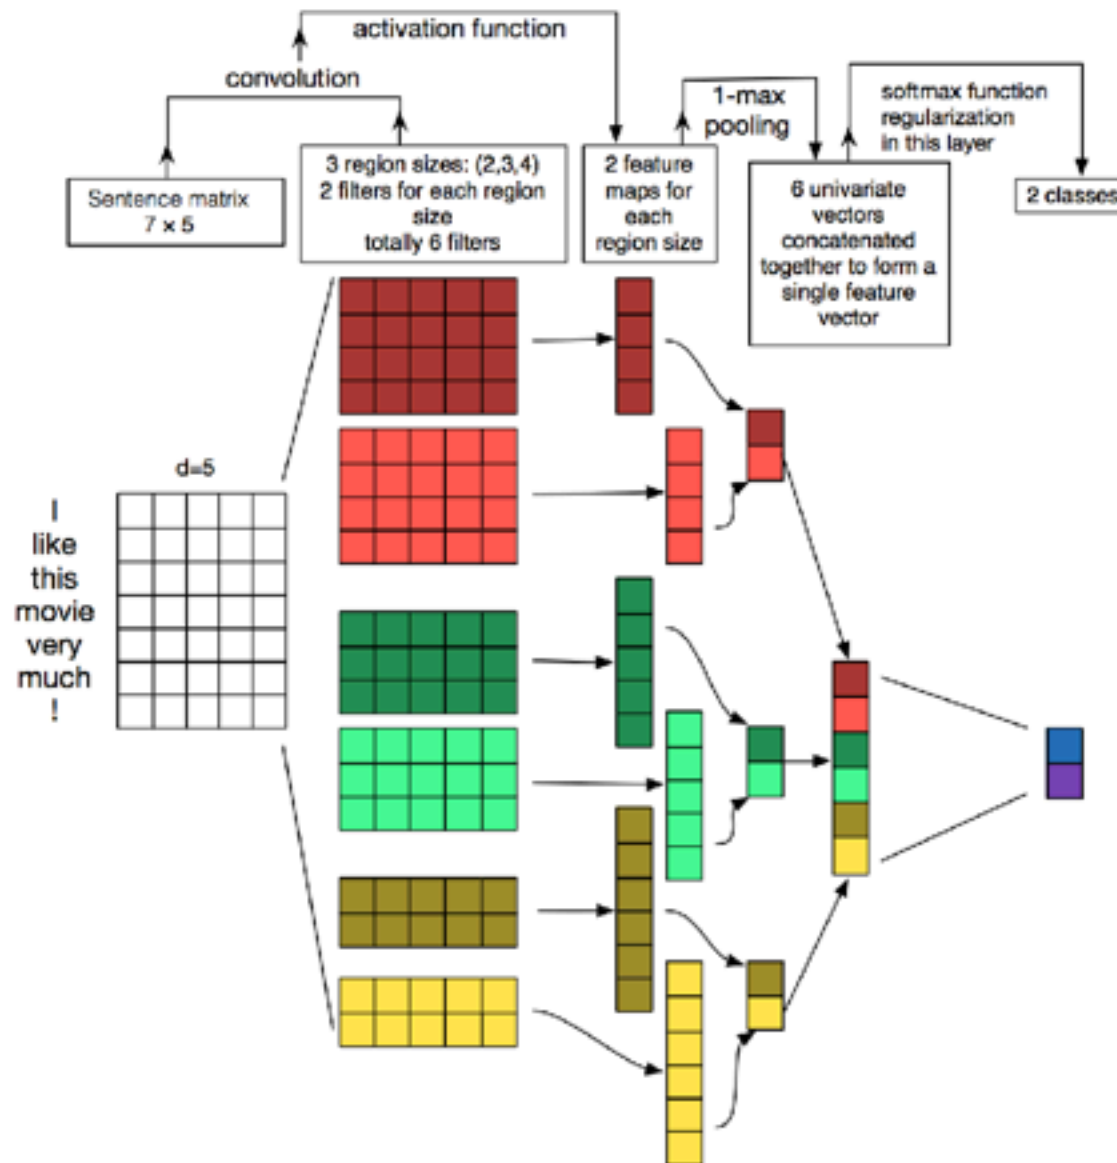 activation function
convolution
1-max
pooling
softmax function
regularization
in this layer
Sentence matrix
7 × 5
3 region sizes: (2,3,4)
2 filters for each region
size
totally 6 filters
2 feature
maps for
each
region size
6 univariate
vectors
concatenated
together to form a
single feature
vector
2 classes
d=5
I
like
this
movie
very
much
!